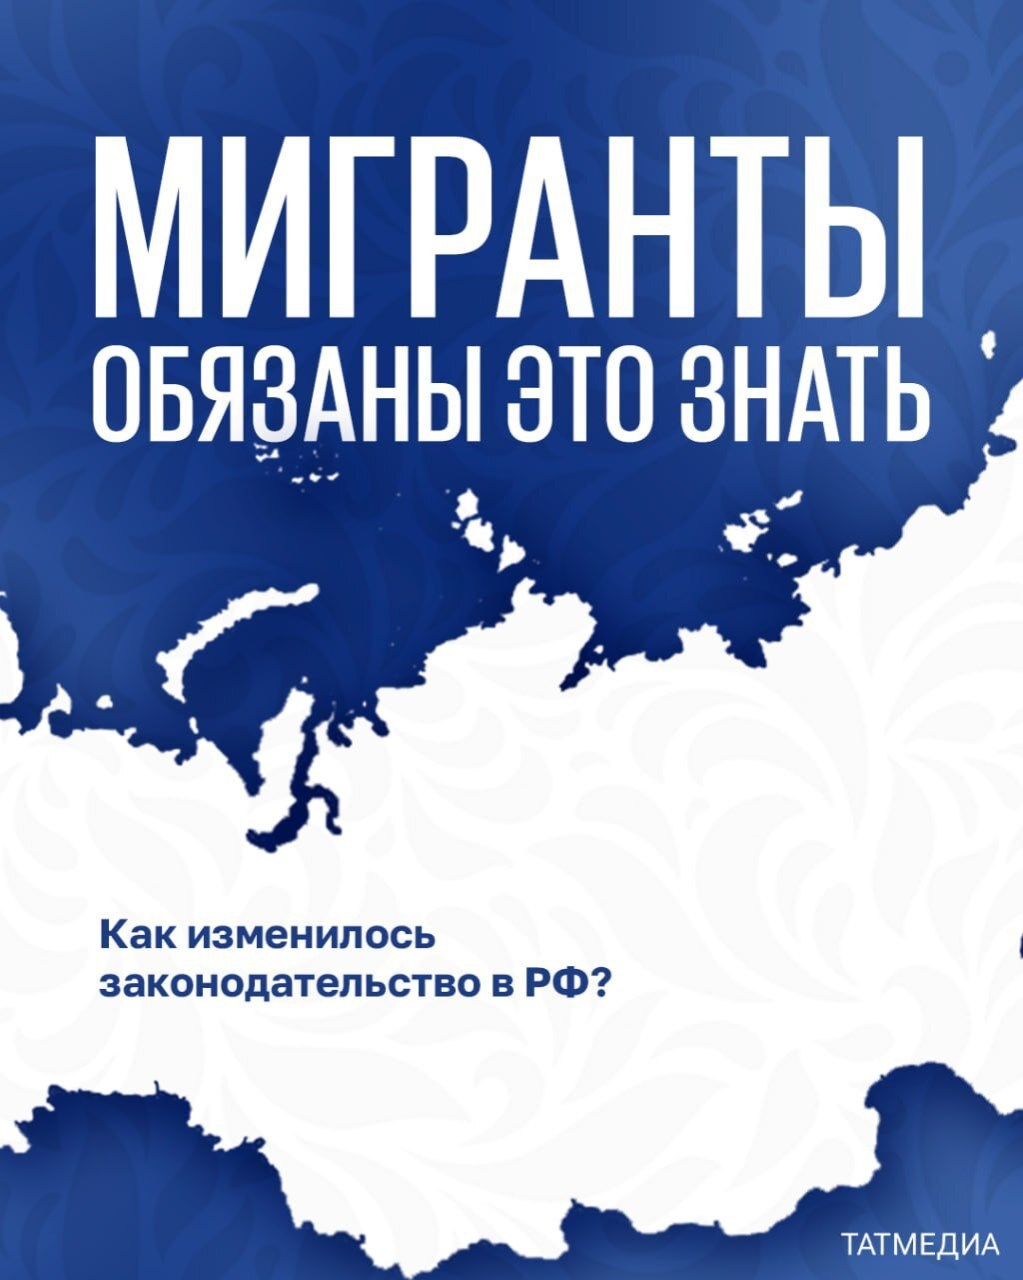 МИГРАНТЫ
ОБЯЗАНЫ ЭТО ЗНАТЬ
Как изменилось
законодательство в РФ?
ТАТМЕДИА